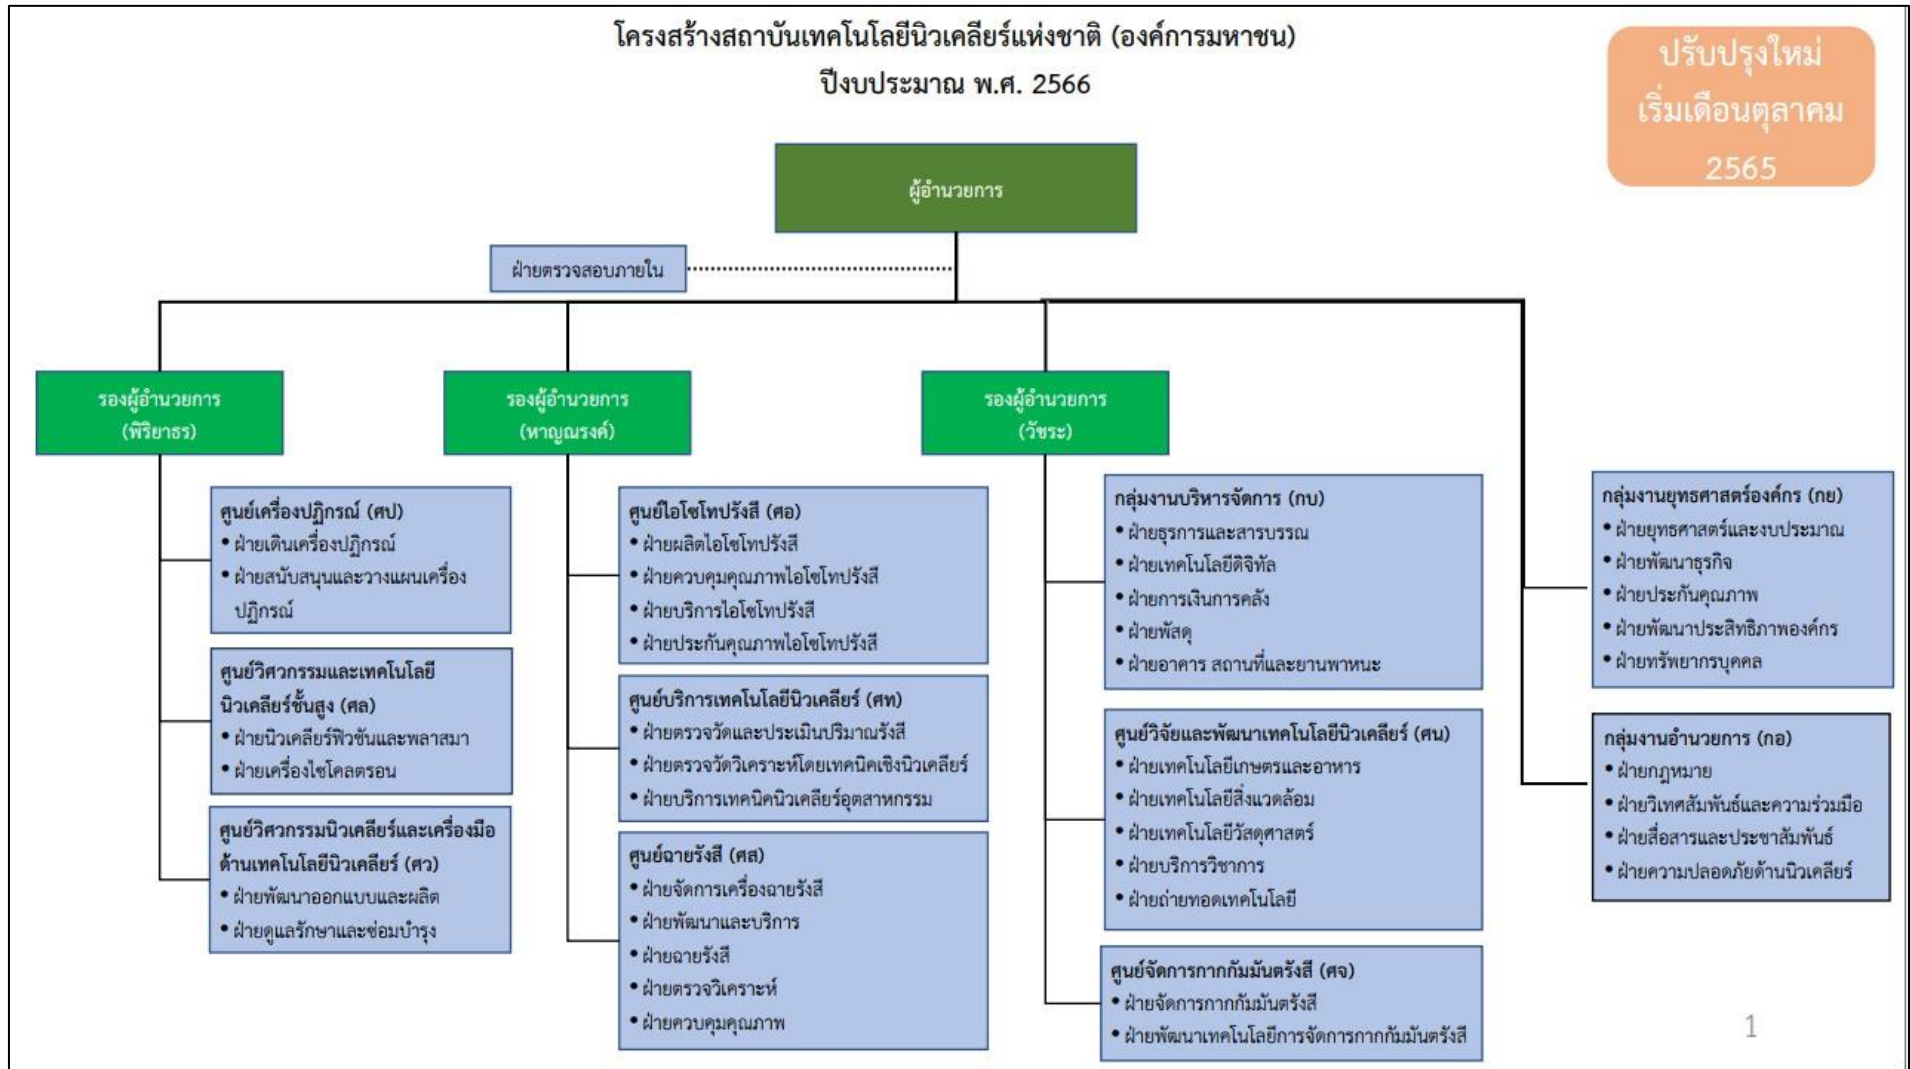 โครงสร้างสถาบันเทคโนโลยีนิวเคลียร์แห่งชาติ (องค์การมหาชน)
ปีงบประมาณ พ.ศ. 2566
ปรับปรุงใหม่
เริ่มเดือนตุลาคม
2565
ผู้อำนวยการ
ฝ่ายตรวจสอบภายใน
รองผู้อำนวยการ
(พิริยาธร)
รองผู้อำนวยการ
(หาญณรงค์)
รองผู้อำนวยการ
(วัชระ)
ศูนย์เครื่องปฏิกรณ์ (ศป)
• ฝ่ายเดินเครื่องปฏิกรณ์
• ฝ่ายสนับสนุนและวางแผนเครื่อง
ปฏิกรณ์
ศูนย์วิศวกรรมและเทคโนโลยี
นิวเคลียร์ชั้นสูง (ศล)
• ฝ่ายนิวเคลียร์ฟิวชันและพลาสมา
• ฝ่ายเครื่องไซโคลตรอน
ศูนย์วิศวกรรมนิวเคลียร์และเครื่องมือ
ด้านเทคโนโลยีนิวเคลียร์ (ศว)
• ฝ่ายพัฒนาออกแบบและผลิต
• ฝ่ายดูแลรักษาและซ่อมบำรุง
ศูนย์ไอโซโทปรังสี (ศอ)
• ฝ่ายผลิตไอโซโทปรังสี
• ฝ่ายควบคุมคุณภาพไอโซโทปรังสี
• ฝ่ายบริการไอโซโทปรังสี
• ฝ่ายประกันคุณภาพไอโซโทปรังสี
ศูนย์บริการเทคโนโลยีนิวเคลียร์ (ศท)
• ฝ่ายตรวจวัดและประเมินปริมาณรังสี
• ฝ่ายตรวจวัดวิเคราะห์โดยเทคนิคเชิงนิวเคลียร์
• ฝ่ายบริการเทคนิคนิวเคลียร์อุตสาหกรรม
ศูนย์ฉายรังสี (ศส)
• ฝ่ายจัดการเครื่องฉายรังสี
• ฝ่ายพัฒนาและบริการ
• ฝ่ายฉายรังสี
• ฝ่ายตรวจวิเคราะห์
• ฝ่ายควบคุมคุณภาพ
กลุ่มงานบริหารจัดการ (กบ)
• ฝ่ายธุรการและสารบรรณ
• ฝ่ายเทคโนโลยีดิจิทัล
• ฝ่ายการเงินการคลัง
• ฝ่ายพัสดุ
• ฝ่ายอาคาร สถานที่และยานพาหนะ
ศูนย์วิจัยและพัฒนาเทคโนโลยีนิวเคลียร์ (ศน)
• ฝ่ายเทคโนโลยีเกษตรและอาหาร
• ฝ่ายเทคโนโลยีสิ่งแวดล้อม
• ฝ่ายเทคโนโลยีวัสดุศาสตร์
• ฝ่ายบริการวิชาการ
• ฝ่ายถ่ายทอดเทคโนโลยี
ศูนย์จัดการกากกัมมันตรังสี (ศจ)
• ฝ่ายจัดการกากกัมมันตรังสี
• ฝ่ายพัฒนาเทคโนโลยีการจัดการกากกัมมันตรังสี
กลุ่มงานยุทธศาสตร์องค์กร (กย)
• ฝ่ายยุทธศาสตร์และงบประมาณ
• ฝ่ายพัฒนาธุรกิจ
• ฝ่ายประกันคุณภาพ
• ฝ่ายพัฒนาประสิทธิภาพองค์กร
• ฝ่ายทรัพยากรบุคคล
กลุ่มงานอำนวยการ (กอ)
• ฝ่ายกฎหมาย
• ฝ่ายวิเทศสัมพันธ์และความร่วมมือ
• ฝ่ายสื่อสารและประชาสัมพันธ์
• ฝ่ายความปลอดภัยด้านนิวเคลียร์
1